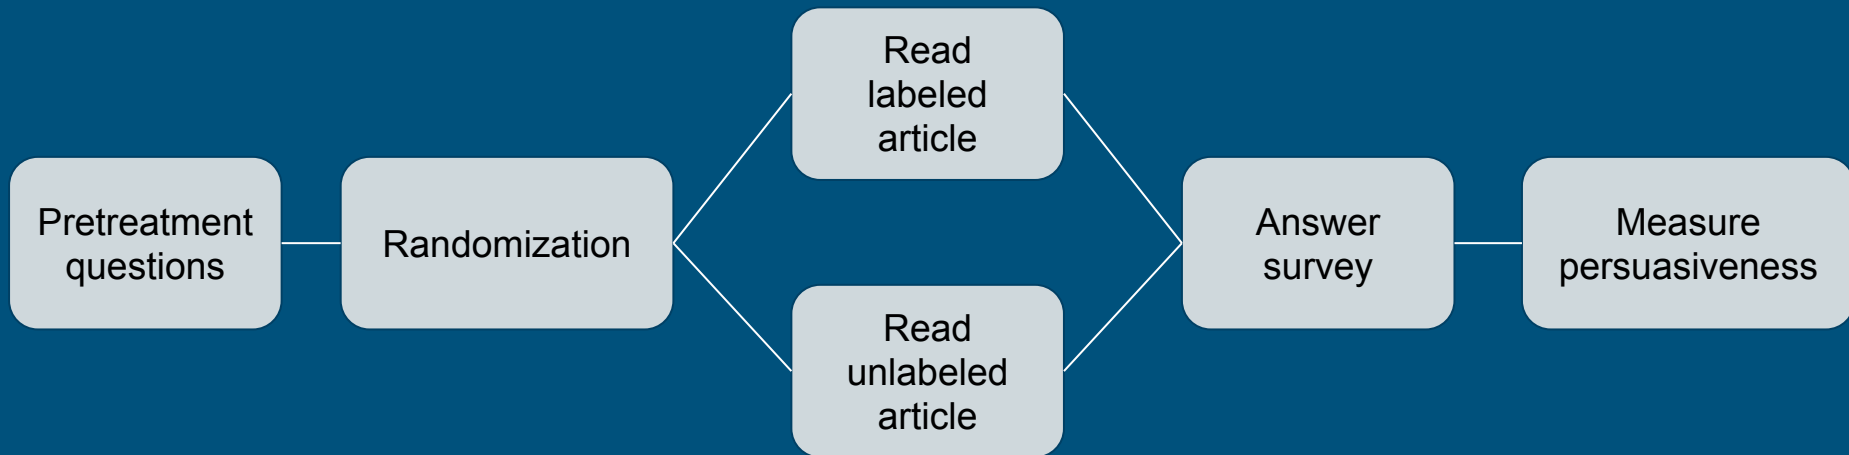 Pretreatment
questions
Randomization
Read
labeled
article
Read
unlabeled
article
Answer
survey
Measure
persuasiveness